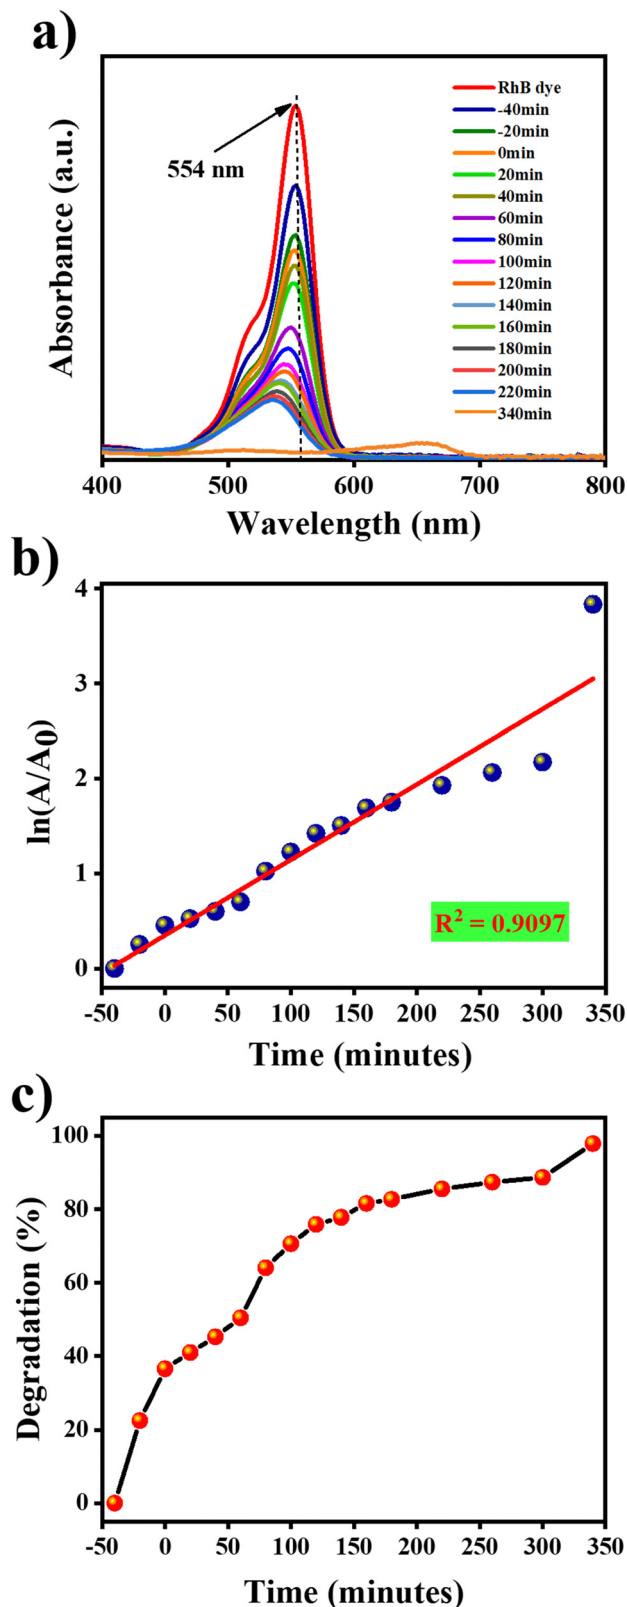 a)
Absorbance (a.u.)
554 nm
RhB dye
-40min
-20min
0min
20min
40min
60min
80min
100min
120min
140min
160min
180min
200min
220min
340min
400 500 600 700 800
Wavelength (nm)
b)
ln(A/A0)
4
3
2
1
0
R² = 0.9097
-50 0 50 100 150 200 250 300 350
Time (minutes)
c)
Degradation (%)
100
80
60
40
20
0
-50 0 50 100 150 200 250 300 350
Time (minutes)